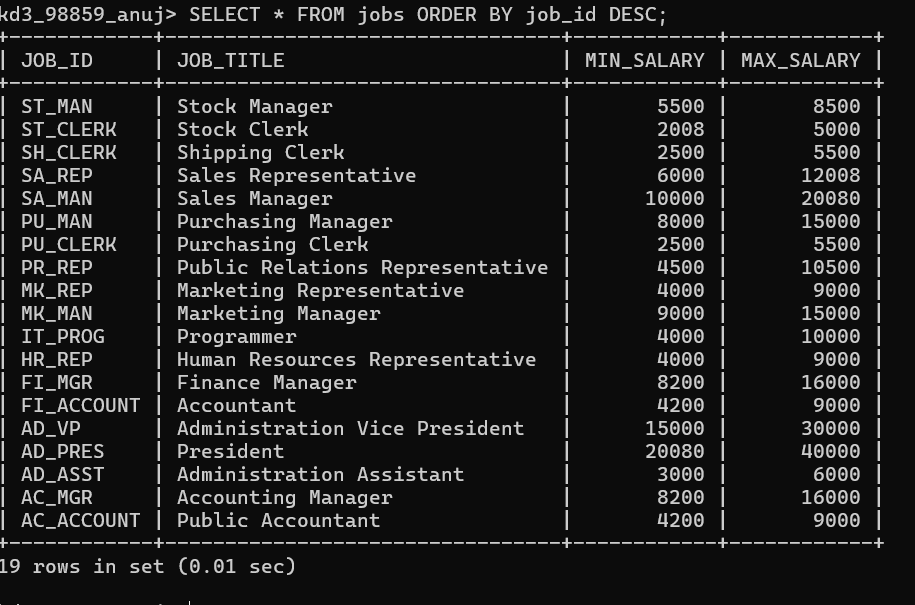 kd3_98859_anuj> SELECT * FROM jobs ORDER BY job_id DESC;
| JOB_ID | JOB_TITLE | MIN_SALARY | MAX_SALARY |
| ST_MAN | Stock Manager | 5500 | 8500 |
| ST_CLERK | Stock Clerk | 2008 | 5000 |
| SH_CLERK | Shipping Clerk | 2500 | 5500 |
| SA_REP | Sales Representative | 6000 | 12008 |
| SA_MAN | Sales Manager | 10000 | 20080 |
| PU_MAN | Purchasing Manager | 8000 | 15000 |
| PU_CLERK | Purchasing Clerk | 2500 | 5500 |
| PR_REP | Public Relations Representative | 4500 | 10500 |
| MK_REP | Marketing Representative | 4000 | 9000 |
| MK_MAN | Marketing Manager | 9000 | 15000 |
| IT_PROG | Programmer | 4000 | 10000 |
| HR_REP | Human Resources Representative | 4000 | 9000 |
| FI_MGR | Finance Manager | 8200 | 16000 |
| FI_ACCOUNT | Accountant | 4200 | 9000 |
| AD_VP | Administration Vice President | 15000 | 30000 |
| AD_PRES | President | 20080 | 40000 |
| AD_ASST | Administration Assistant | 3000 | 6000 |
| AC_MGR | Accounting Manager | 8200 | 16000 |
| AC_ACCOUNT | Public Accountant | 4200 | 9000 |
19 rows in set (0.01 sec)